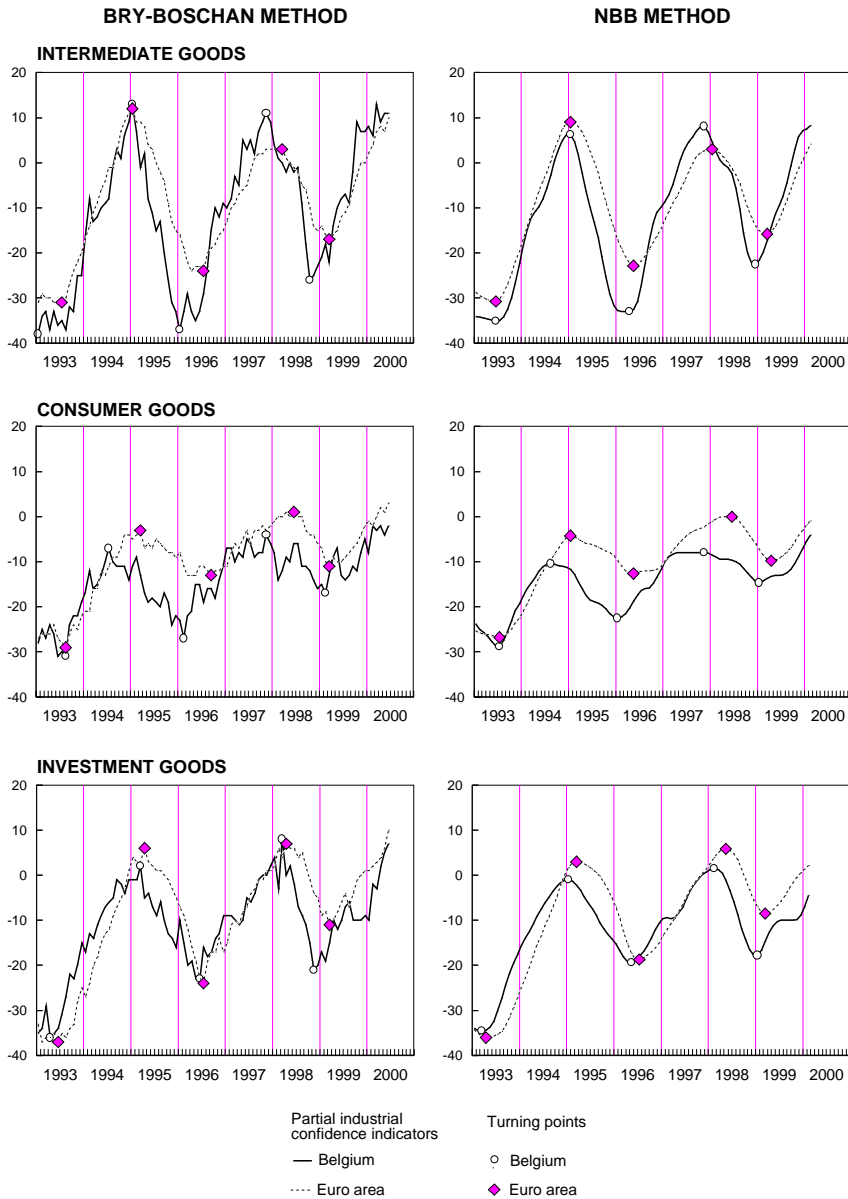 BRY-BOSCHAN METHOD NBB METHOD
INTERMEDIATE GOODS
20
10
0
-10
-20
-30
-40
1993 1994 1995 1996 1997 1998 1999 2000
20
10
0
-10
-20
-30
-40
1993 1994 1995 1996 1997 1998 1999 2000
CONSUMER GOODS
20
10
0
-10
-20
-30
-40
1993 1994 1995 1996 1997 1998 1999 2000
20
10
0
-10
-20
-30
-40
1993 1994 1995 1996 1997 1998 1999 2000
INVESTMENT GOODS
20
10
0
-10
-20
-30
-40
1993 1994 1995 1996 1997 1998 1999 2000
20
10
0
-10
-20
-30
-40
1993 1994 1995 1996 1997 1998 1999 2000
Partial industrial
confidence indicators
Belgium
Euro area
Turning points
Belgium
Euro area